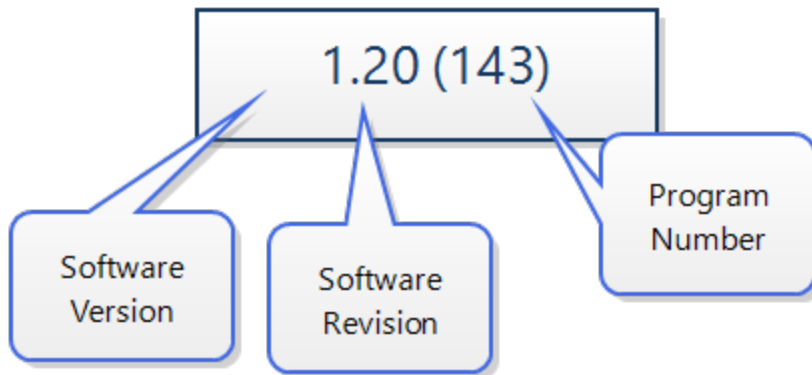 1.20 (143)
Software
Version
Software
Revision
Program
Number